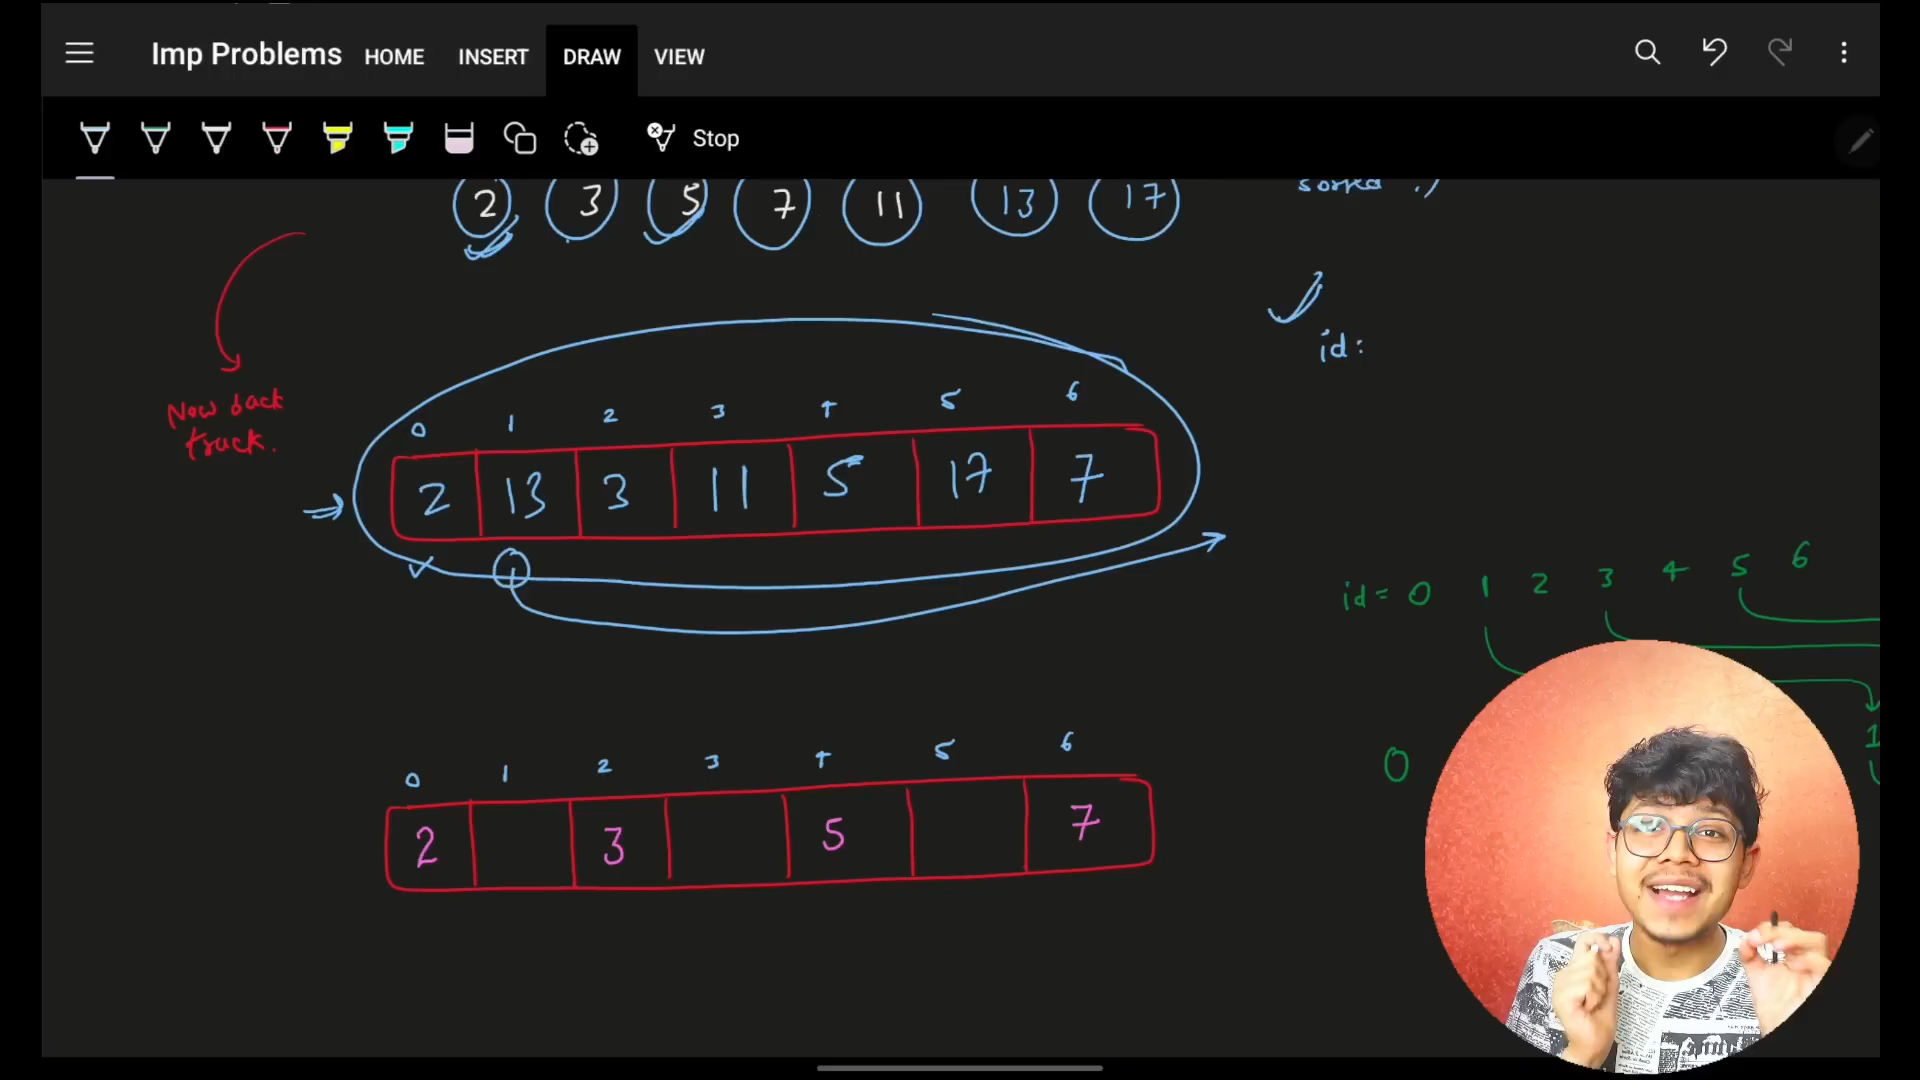 Imp Problems HOME INSERT DRAW VIEW
Stop
2 3 5 7 11 13 17
sorted :)
id:
0 1 2 3 4 5 6
2 13 3 11 5 17 7
Now back
track.
id= 0 1 2 3 4 5 6
0 1
0 1 2 3 4 5 6
2 3 5 7